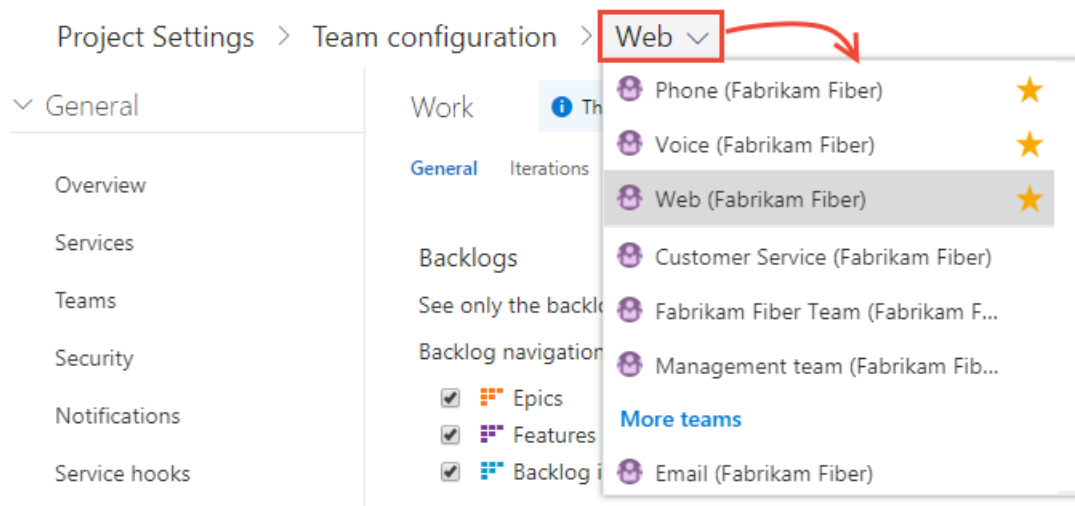 Project Settings > Team configuration > Web
General
Overview
Services
Teams
Security
Notifications
Service hooks
Work
General Iterations
Backlogs
See only the
Backlog navigation
Epics
Features
Backlog
Phone (Fabrikam Fiber)
Voice (Fabrikam Fiber)
Web (Fabrikam Fiber)
Customer Service (Fabrikam Fiber)
Fabrikam Fiber Team (Fabrikam F...
Management team (Fabrikam Fib...
More teams
Email (Fabrikam Fiber)